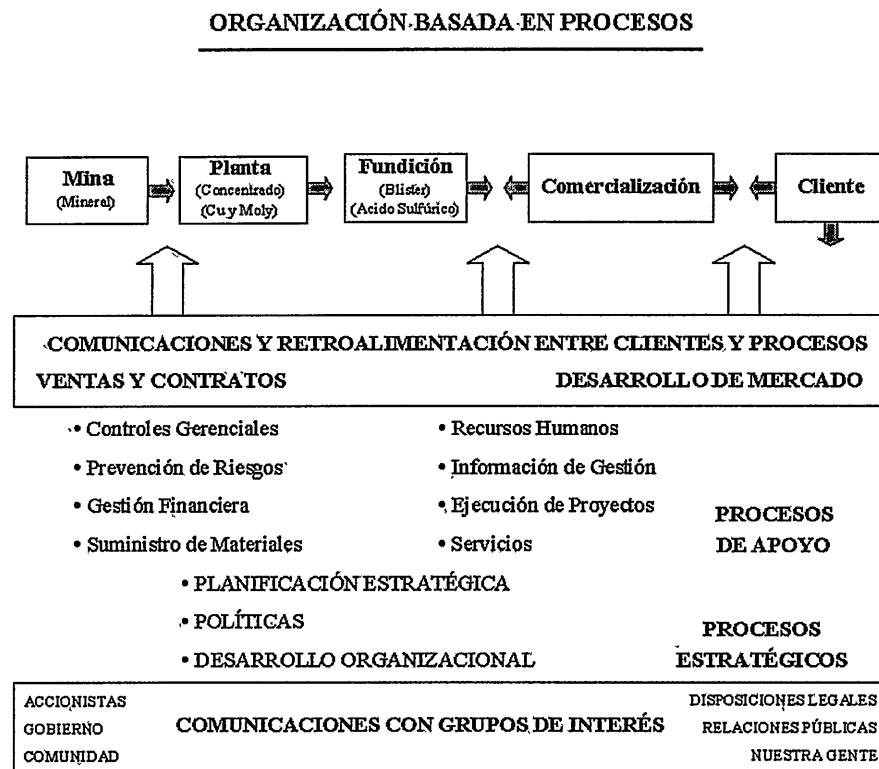 ORGANIZACIÓN BASADA EN PROCESOS
Mina
(Mineral)
Planta
(Concentrado)
(Cu y Moly)
Fundición
(Blister)
(Acido Sulfúrico)
Comercialización
Cliente
COMUNICACIONES Y RETROALIMENTACIÓN ENTRE CLIENTES Y PROCESOS
VENTAS Y CONTRATOS DESARROLLO DE MERCADO
• Controles Gerenciales • Recursos Humanos
• Prevención de Riesgos • Información de Gestión
• Gestión Financiera • Ejecución de Proyectos
• Suministro de Materiales • Servicios
PROCESOS
DE APOYO
• PLANIFICACIÓN ESTRATÉGICA
• POLÍTICAS
• DESARROLLO ORGANIZACIONAL
PROCESOS
ESTRATÉGICOS
ACCIONISTAS
GOBIERNO
COMUNIDAD
COMUNICACIONES CON GRUPOS DE INTERÉS
DISPOSICIONES LEGALES
RELACIONES PÚBLICAS
NUESTRA GENTE